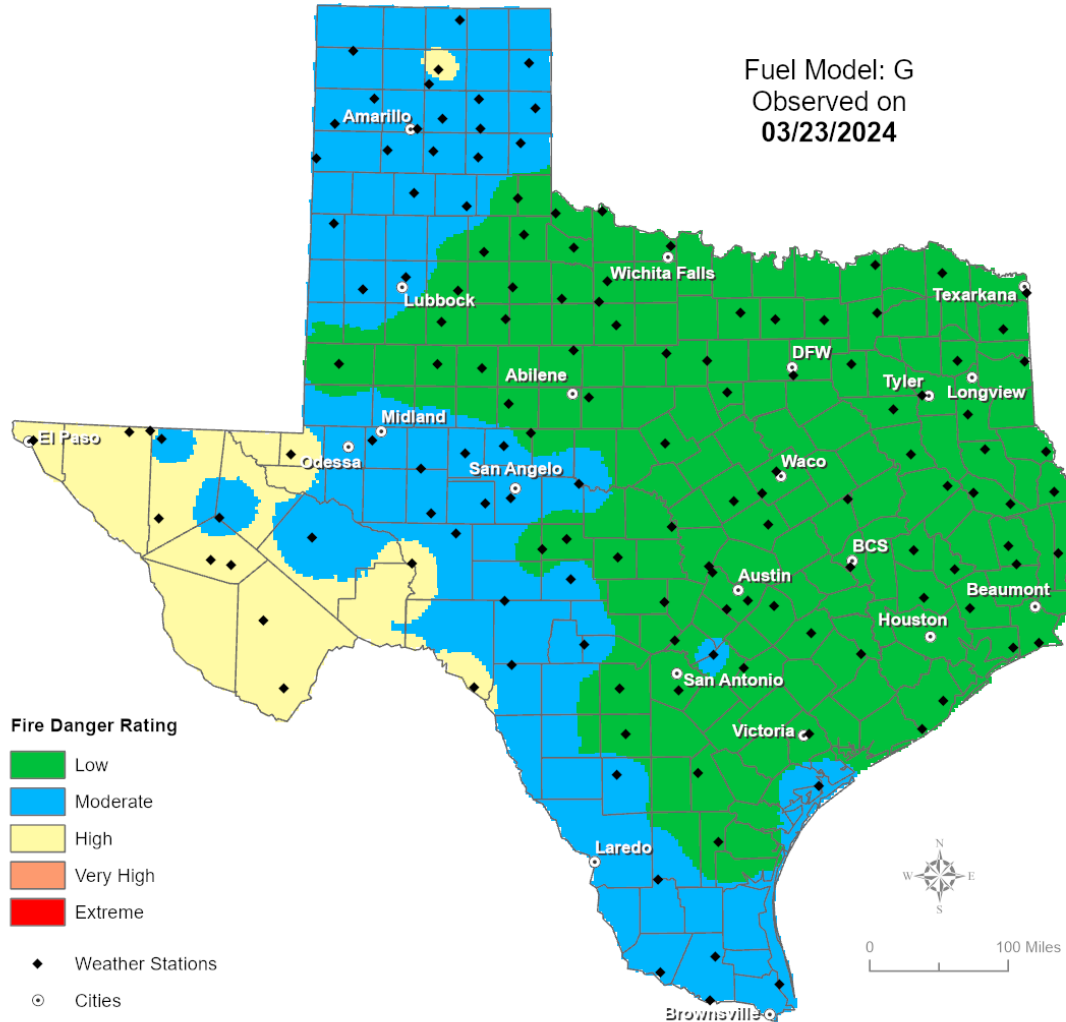 Fuel Model: G
Observed on
03/23/2024
Amarillo
Lubbock
Wichita Falls
Texarkana
DFW
Abilene
Tyler
Longview
Midland
El Paso
Odessa
San Angelo
Waco
BCS
Austin
Beaumont
Houston
San Antonio
Victoria
Laredo
Brownsville
Fire Danger Rating
Low
Moderate
High
Very High
Extreme
Weather Stations
Cities
N
W E
S
0 100 Miles